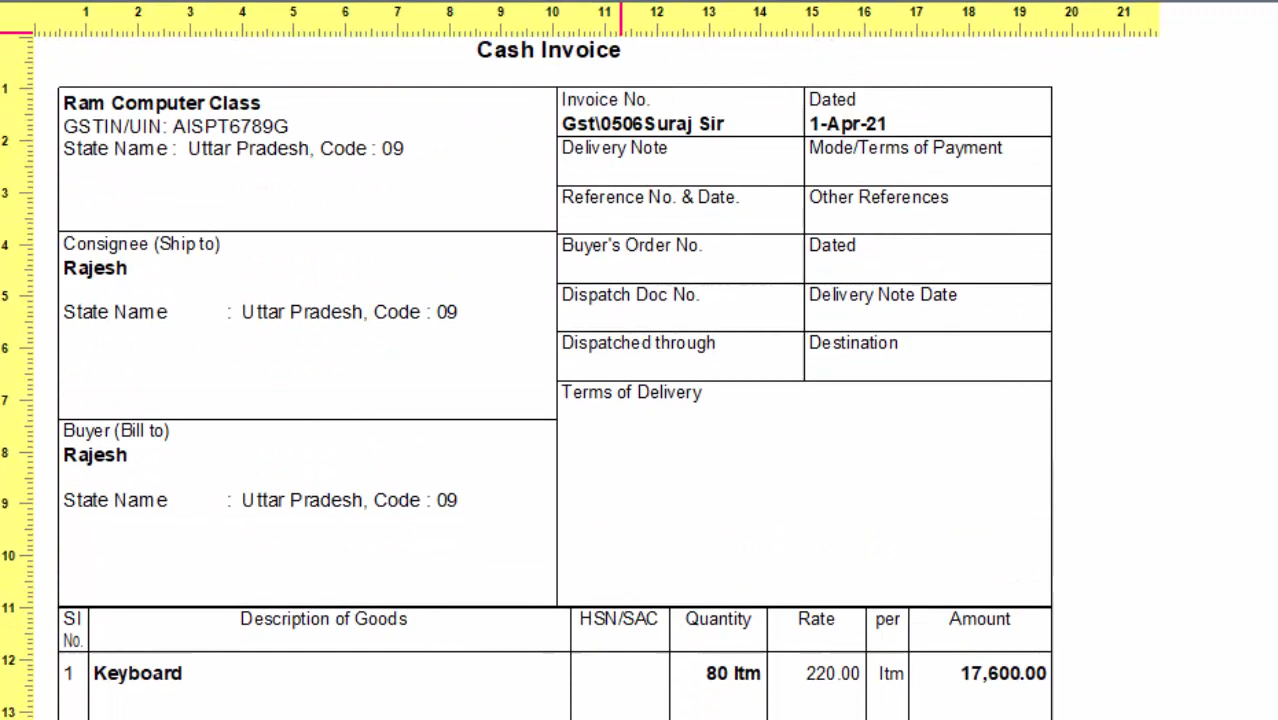 1 2 3 4 5 6 7 8 9 10 11 12 13 14 15 16 17 18 19 20 21
Cash Invoice
1
2
3
4
5
6
7
8
9
10
11
12
13
Ram Computer Class
GSTIN/UIN: AISPT6789G
State Name : Uttar Pradesh, Code : 09
Invoice No.
Gst\0506Suraj Sir
Dated
1-Apr-21
Delivery Note
Mode/Terms of Payment
Reference No. & Date.
Other References
Consignee (Ship to)
Rajesh
State Name : Uttar Pradesh, Code : 09
Buyer's Order No.
Dated
Dispatch Doc No.
Delivery Note Date
Dispatched through
Destination
Terms of Delivery
Buyer (Bill to)
Rajesh
State Name : Uttar Pradesh, Code : 09
Sl No. Description of Goods HSN/SAC Quantity Rate per Amount
1 Keyboard 80 Itm 220.00 Itm 17,600.00